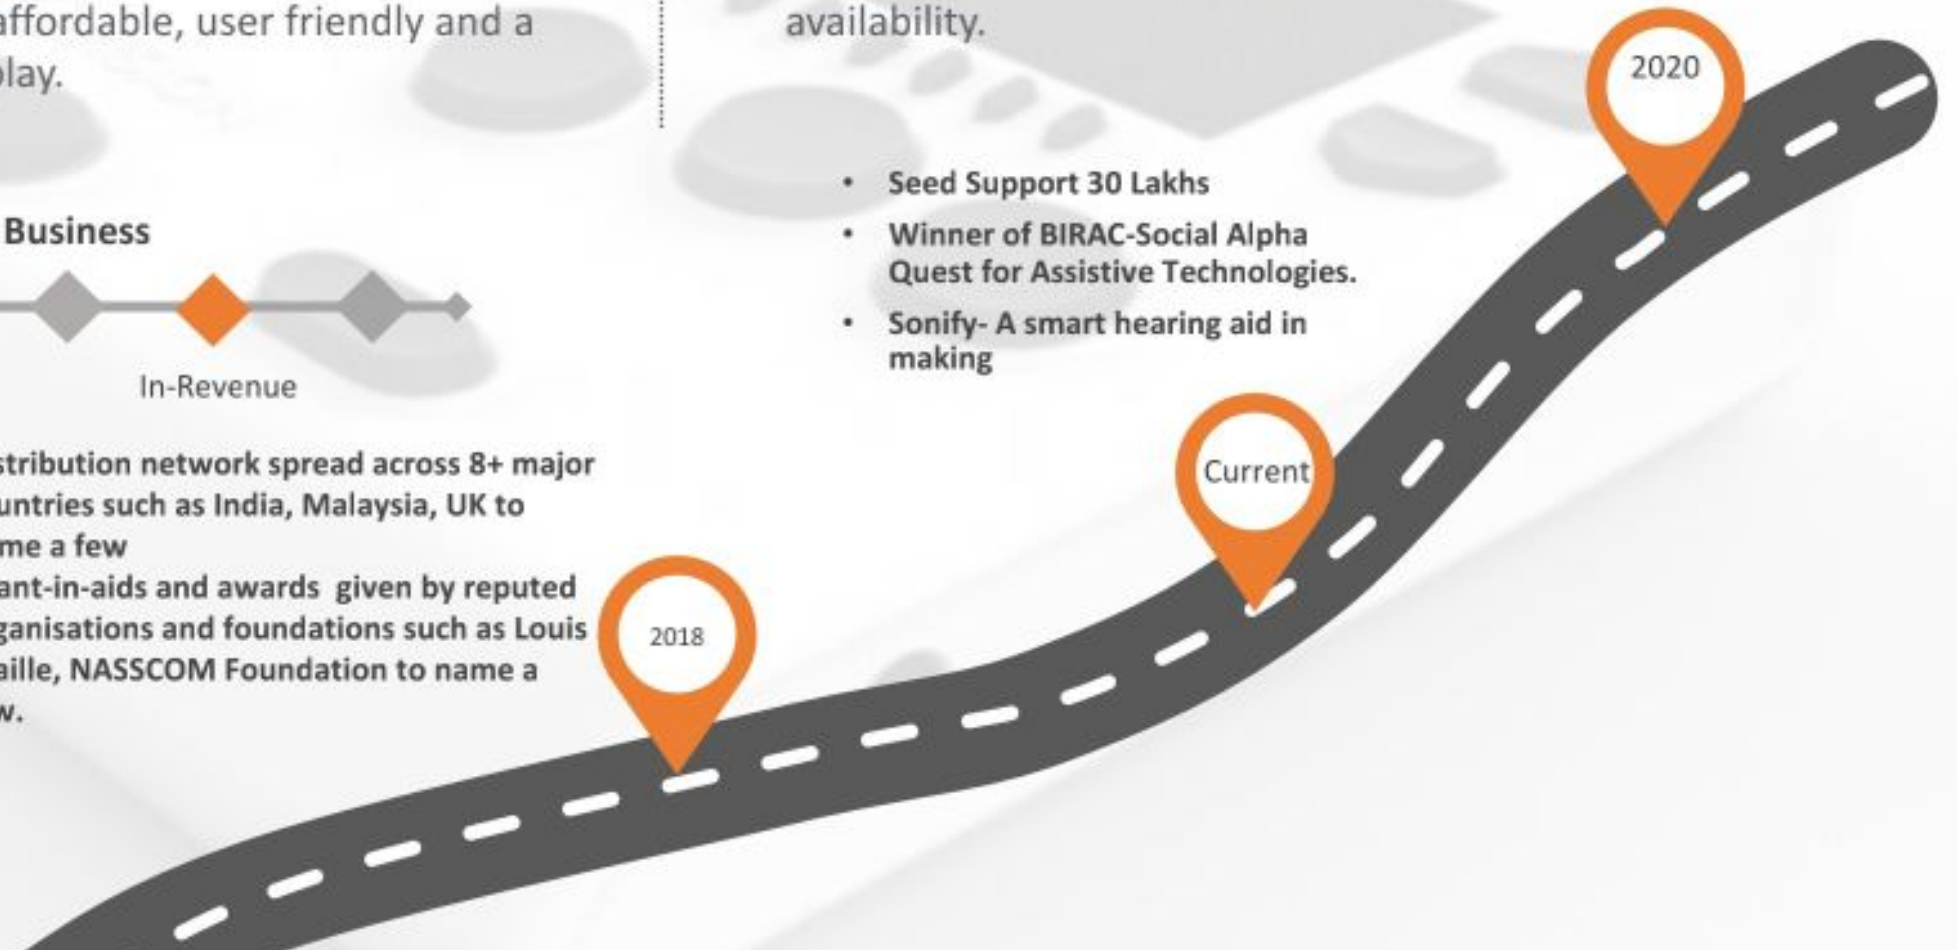 affordable, user friendly and a
play.
availability.
Business
In-Revenue
stribution network spread across 8+ major
untries such as India, Malaysia, UK to
me a few
ant-in-aids and awards given by reputed
ganisations and foundations such as Louis
aille, NASSCOM Foundation to name a
w.
• Seed Support 30 Lakhs
• Winner of BIRAC-Social Alpha
Quest for Assistive Technologies.
• Sonify- A smart hearing aid in
making
2018
Current
2020